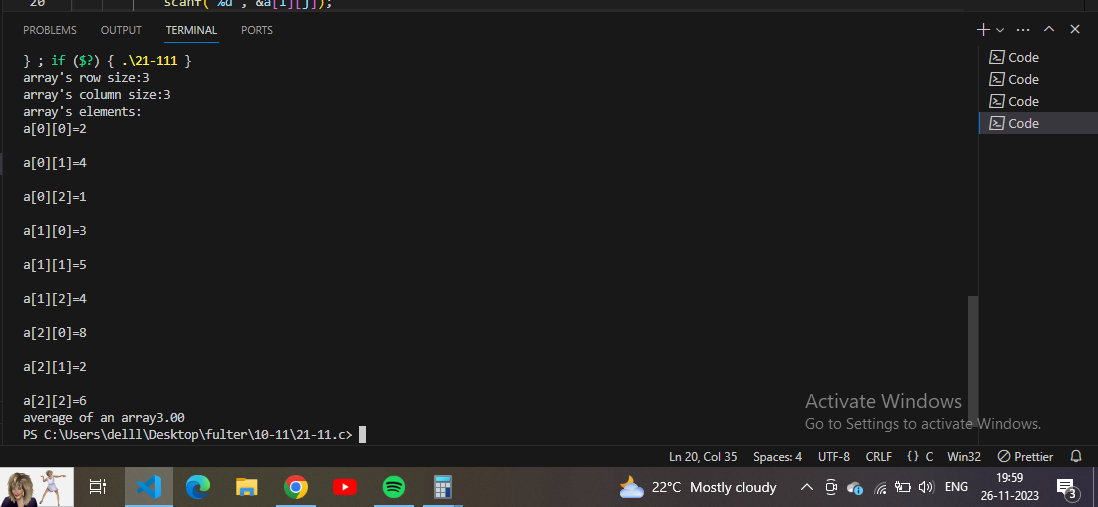 20 scanf("%d", &a[i][j]);
PROBLEMS OUTPUT TERMINAL PORTS
} ; if ($?) { .\21-111 }
array's row size:3
array's column size:3
array's elements:
a[0][0]=2
a[0][1]=4
a[0][2]=1
a[1][0]=3
a[1][1]=5
a[1][2]=4
a[2][0]=8
a[2][1]=2
a[2][2]=6
average of an array3.00
PS C:\Users\delll\Desktop\fulter\10-11\21-11.c>
Code
Code
Code
Code
Activate Windows
Go to Settings to activate Windows.
Ln 20, Col 35 Spaces: 4 UTF-8 CRLF {} C Win32 Prettier
22°C Mostly cloudy ENG 19:59
26-11-2023 3